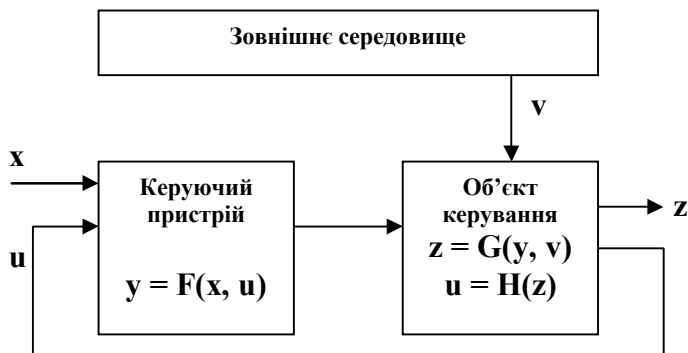 Зовнішнє середовище
v
x
u
Керуючий
пристрій
y = F(x, u)
Об’єкт
керування
z = G(y, v)
u = H(z)
z